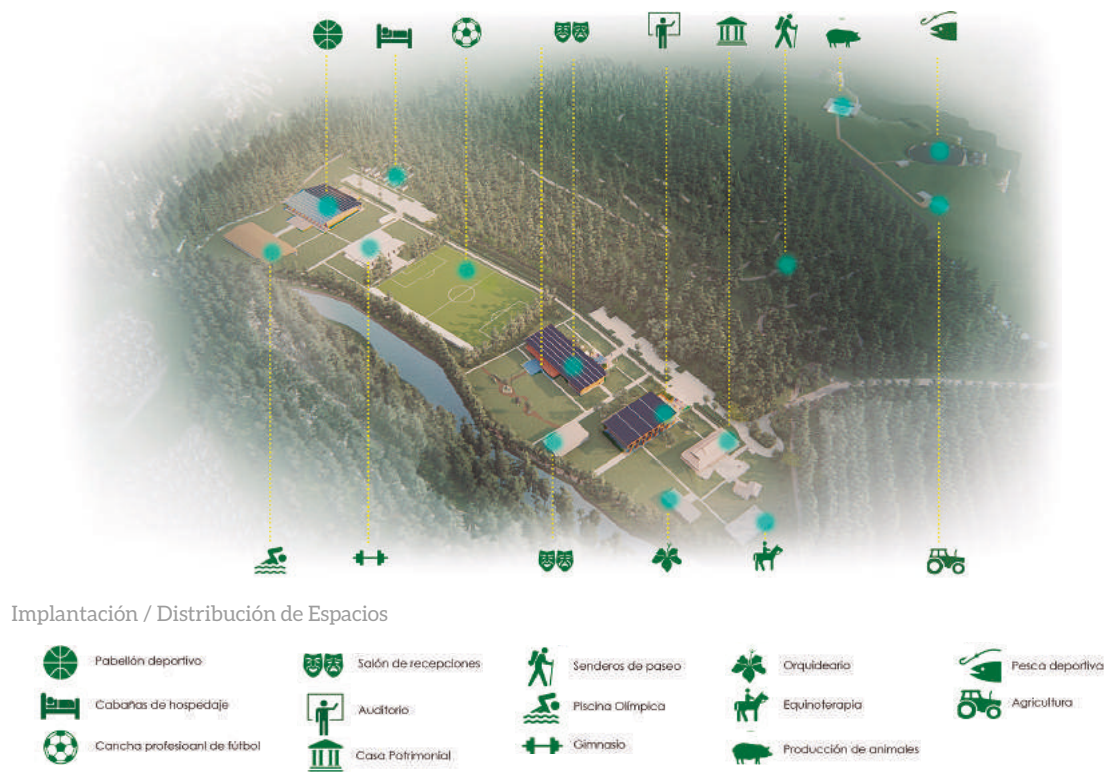 Implantación / Distribución de Espacios
Pabellón deportivo
Cabañas de hospedaje
Cancha profesioanl de fútbol
Salón de recepciones
Auditorio
Casa Patrimonial
Senderos de paseo
Piscina Olímpica
Gimnasio
Orquideario
Equinoterapia
Producción de animales
Pesca deportiva
Agricultura